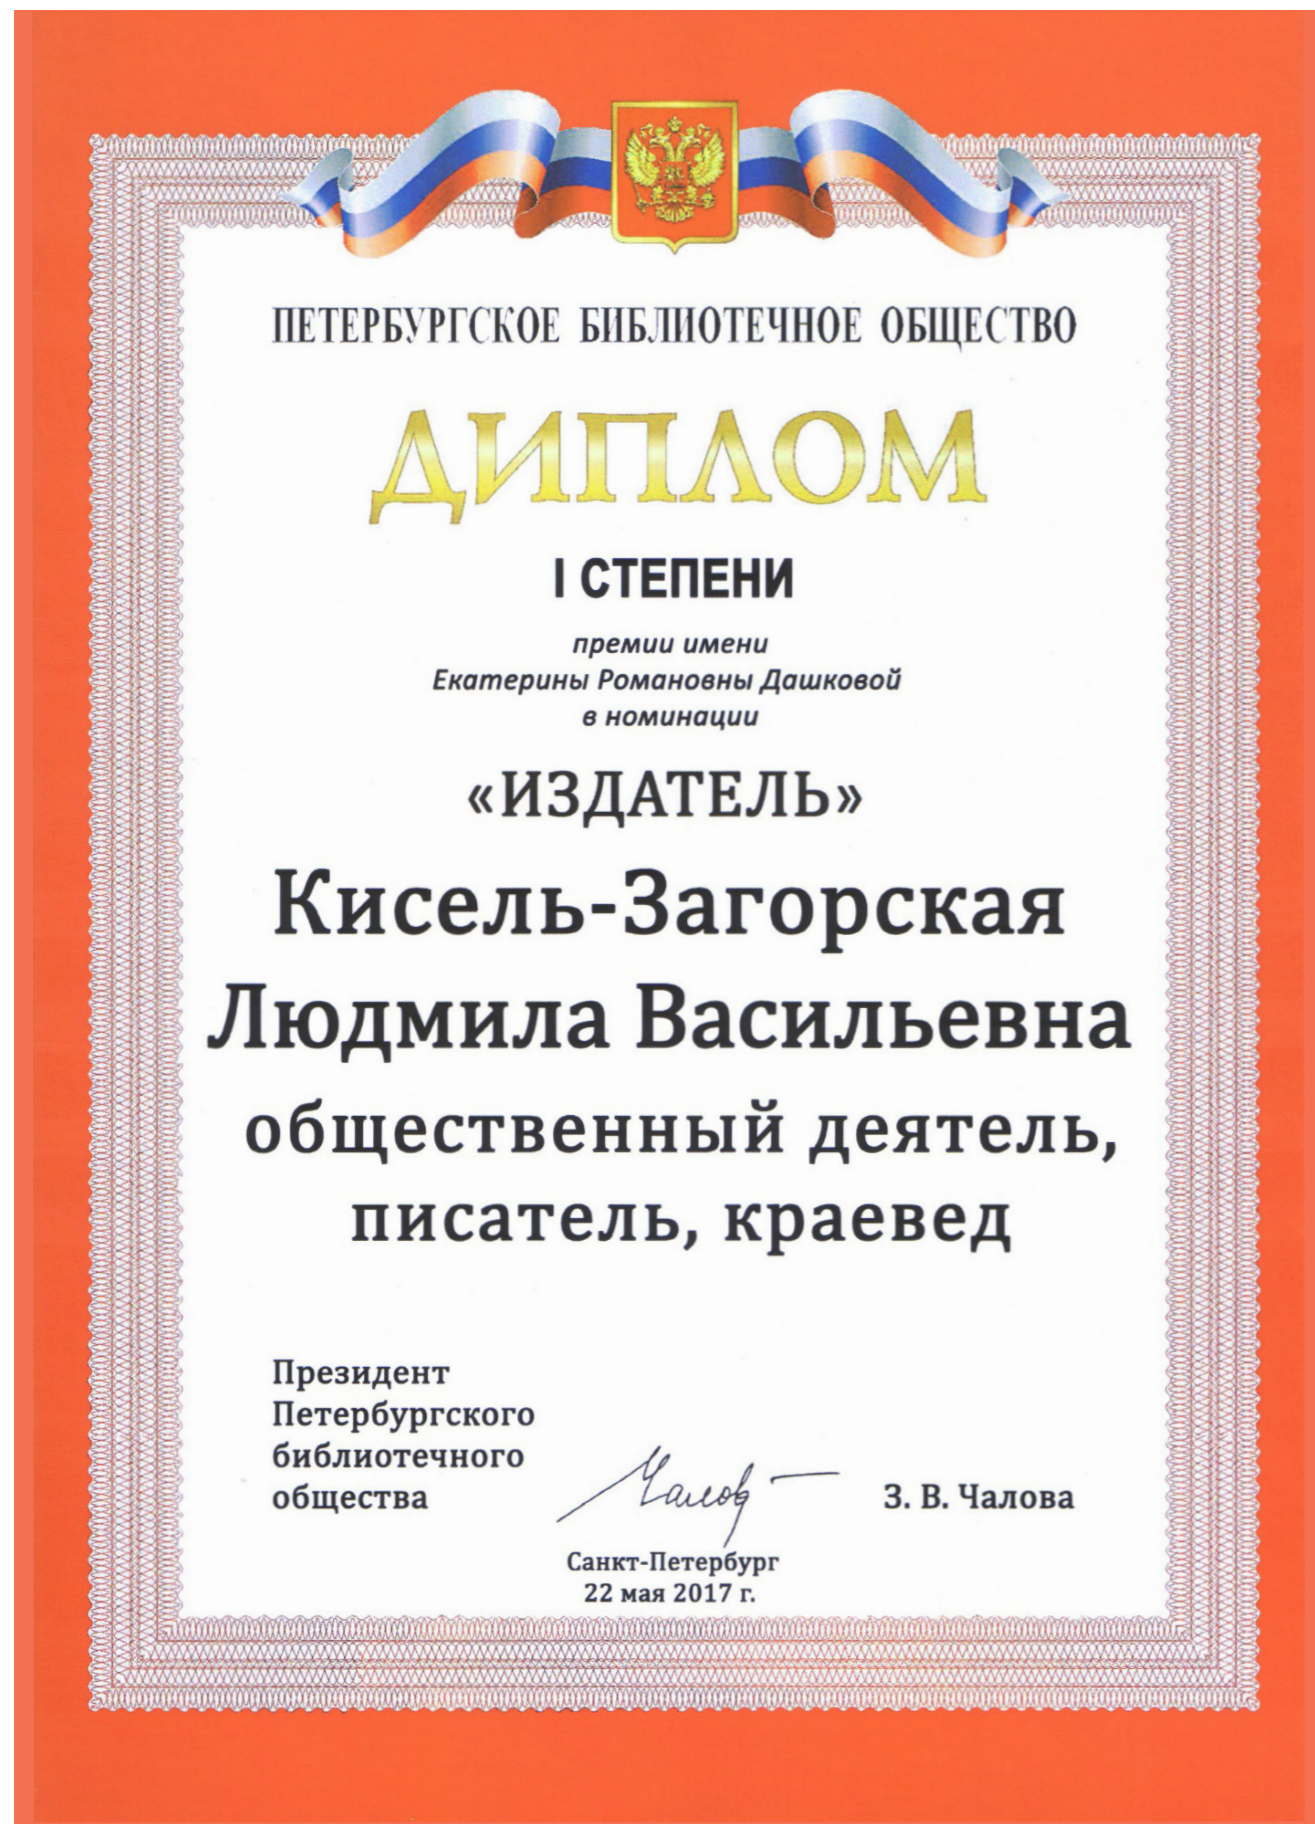 ПЕТЕРБУРГСКОЕ БИБЛИОТЕЧНОЕ ОБЩЕСТВО
ДИПЛОМ
I СТЕПЕНИ
премии имени
Екатерины Романовны Дашковой
в номинации
«ИЗДАТЕЛЬ»
Кисель-Загорская
Людмила Васильевна
общественный деятель,
писатель, краевед
Президент
Петербургского
библиотечного
общества
Чалов
З. В. Чалова
Санкт-Петербург
22 мая 2017 г.